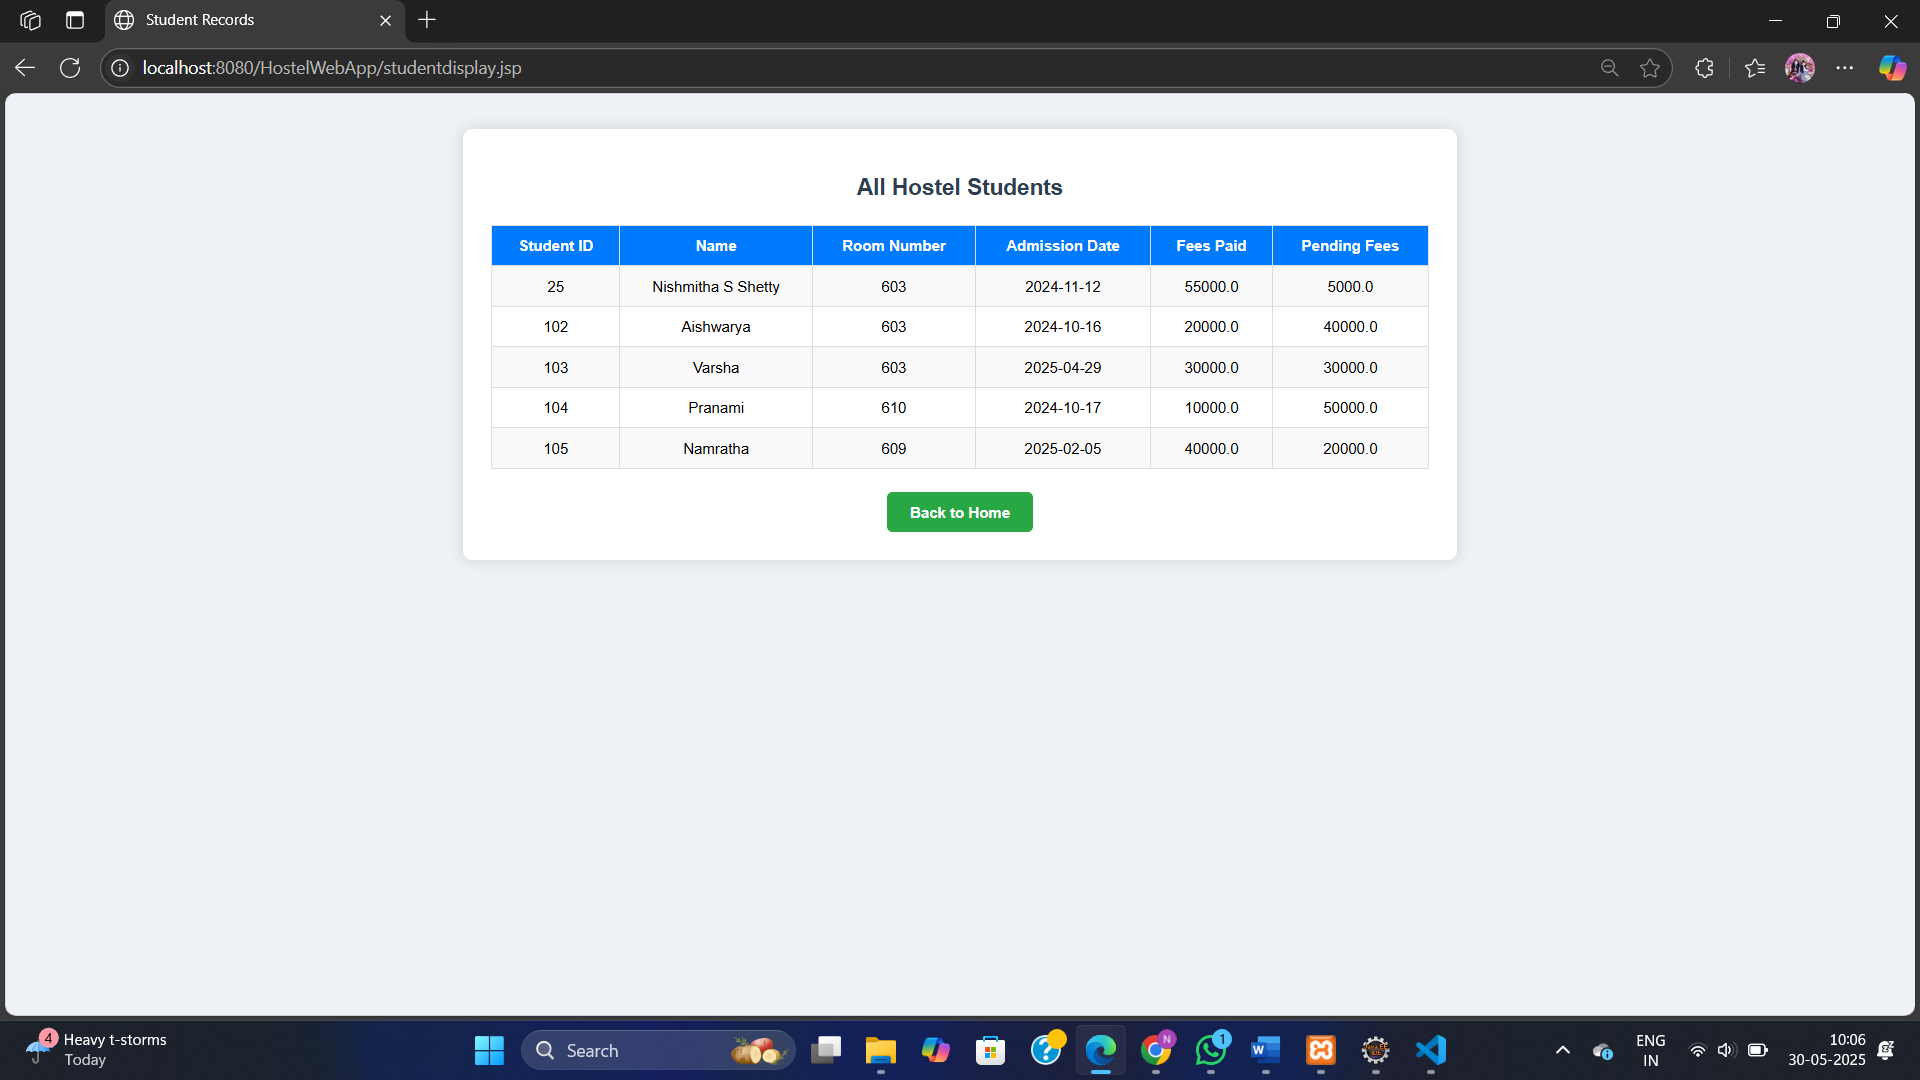 Student Records
localhost:8080/HostelWebApp/studentdisplay.jsp
All Hostel Students
Student ID Name Room Number Admission Date Fees Paid Pending Fees
25 Nishmitha S Shetty 603 2024-11-12 55000.0 5000.0
102 Aishwarya 603 2024-10-16 20000.0 40000.0
103 Varsha 603 2025-04-29 30000.0 30000.0
104 Pranami 610 2024-10-17 10000.0 50000.0
105 Namratha 609 2025-02-05 40000.0 20000.0
Back to Home
4 Heavy t-storms
Today
Search
N
1
W
ENG
IN
10:06
30-05-2025